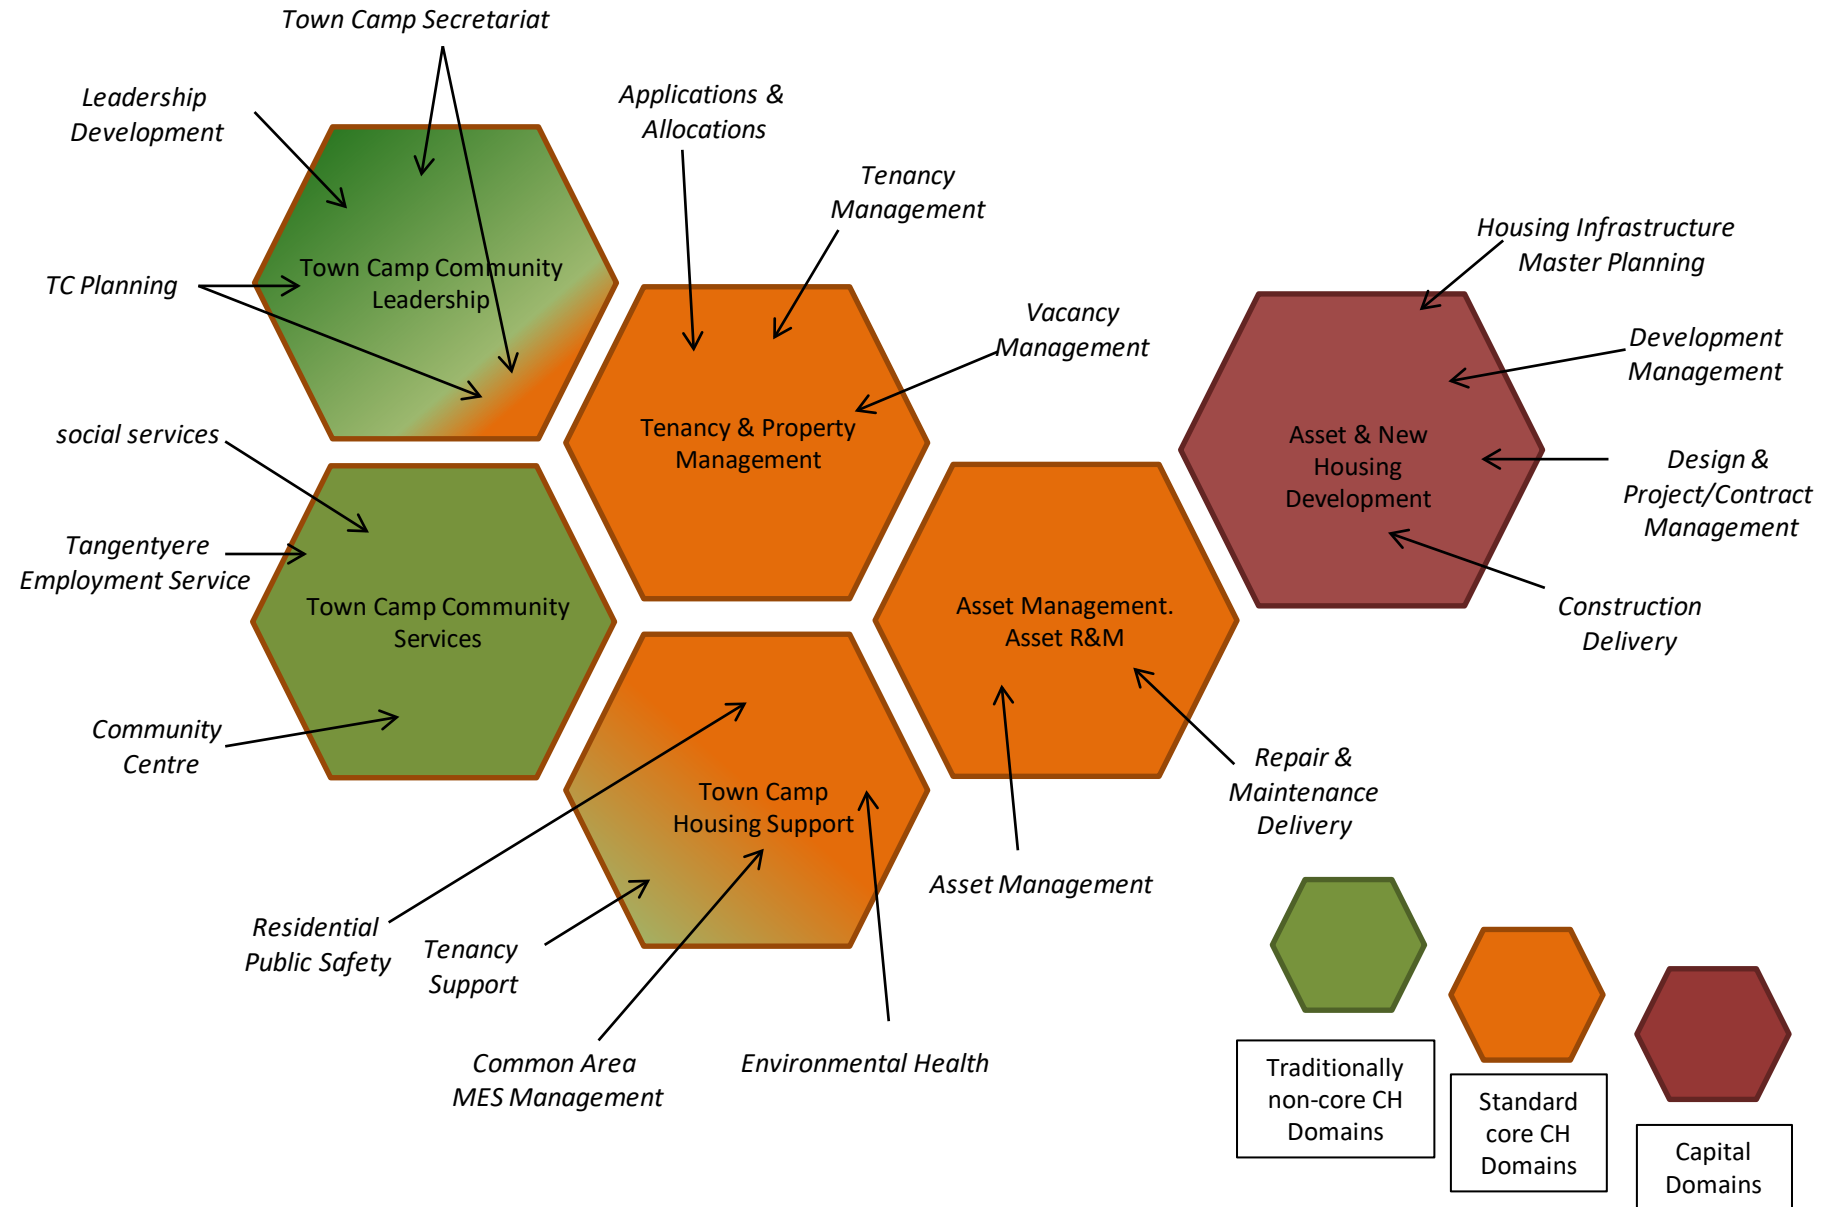 Town Camp Secretariat
Leadership
Development
Applications &
Allocations
Tenancy
Management
Housing Infrastructure
Master Planning
TC Planning
Town Camp Community
Leadership
Vacancy
Management
Development
Management
social services
Tenancy & Property
Management
Asset & New
Housing
Development
Design &
Project/Contract
Management
Tangentyere
Employment Service
Town Camp Community
Services
Asset Management.
Asset R&M
Construction
Delivery
Community
Centre
Town Camp
Housing Support
Repair &
Maintenance
Delivery
Asset Management
Residential
Public Safety
Tenancy
Support
Common Area
MES Management
Environmental Health
Traditionally
non-core CH
Domains
Standard
core CH
Domains
Capital
Domains